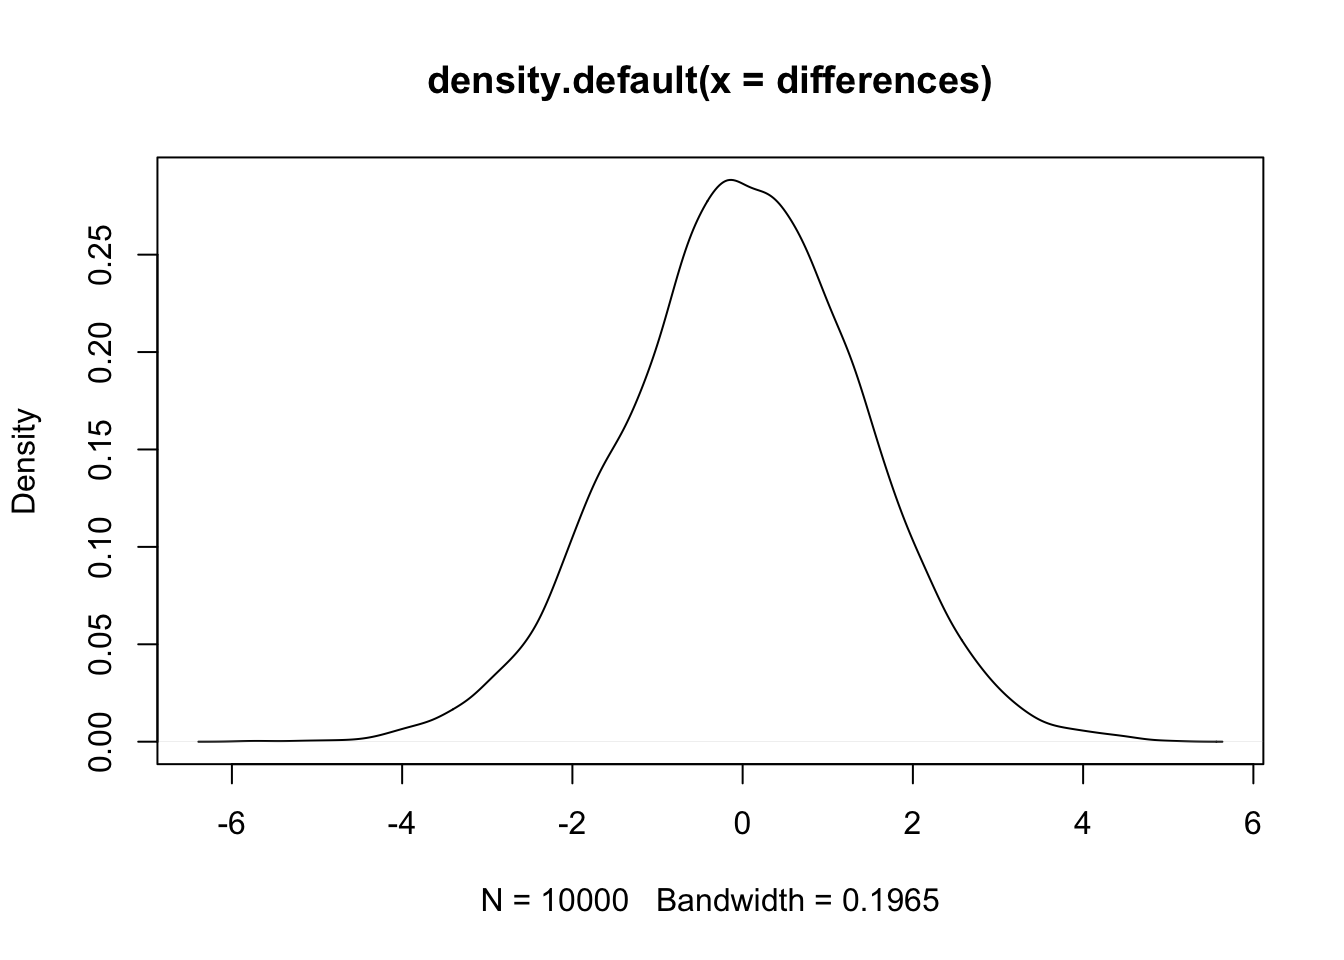 density.default(x = differences)
Density
0.00
0.05
0.10
0.15
0.20
0.25
-6 -4 -2 0 2 4 6
N = 10000 Bandwidth = 0.1965